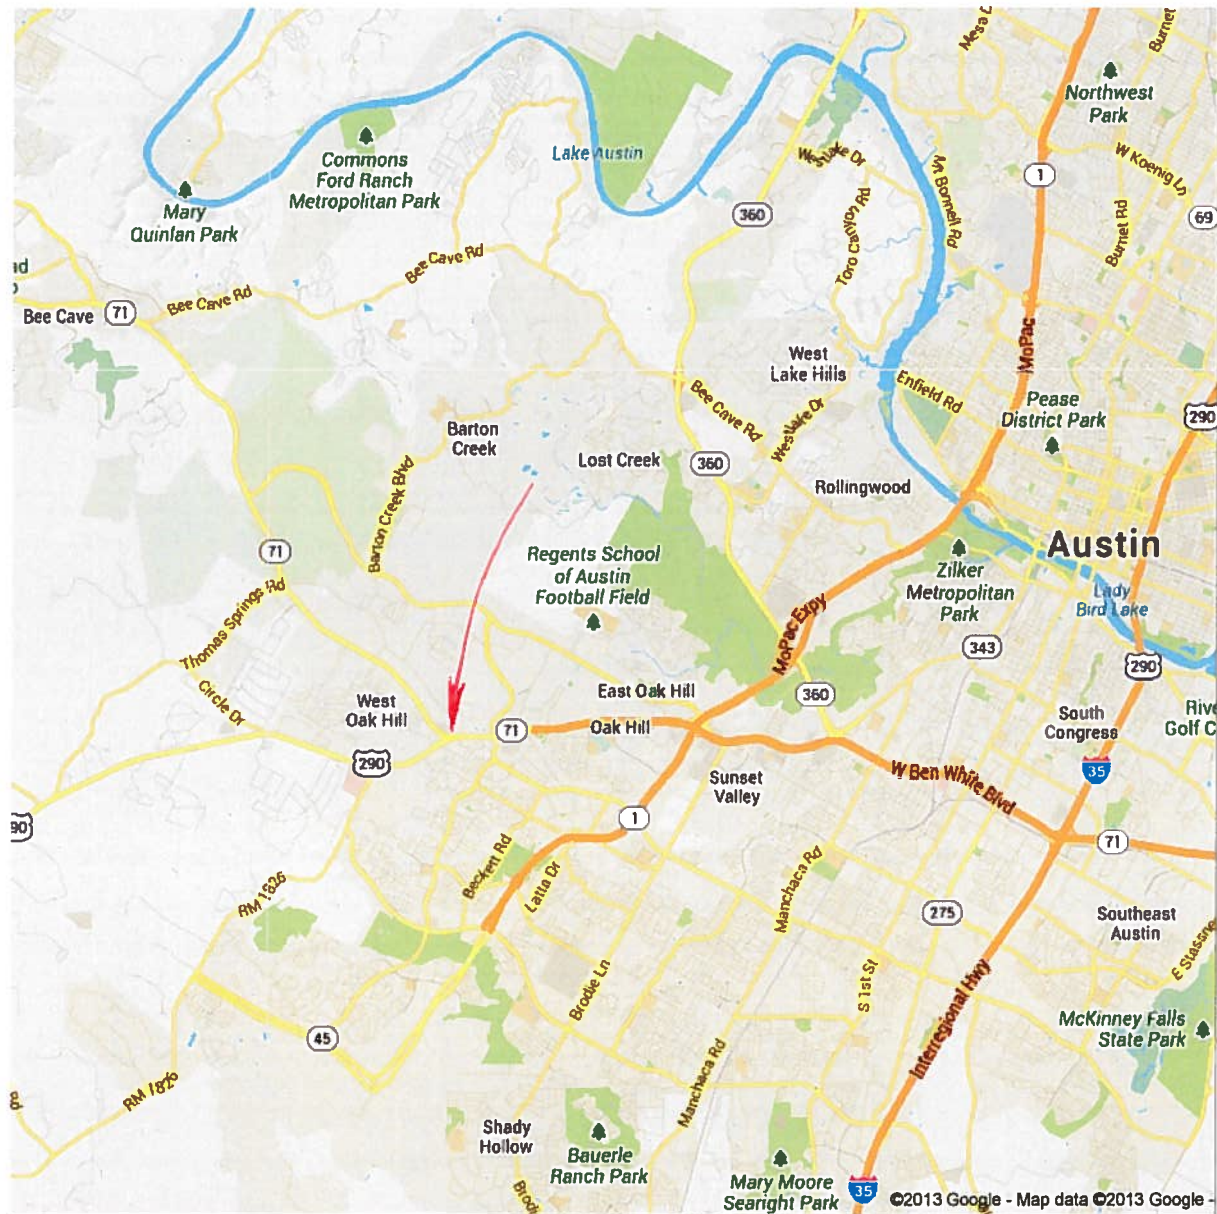 Mesa
Burnet
Northwest
Park
W Koenig Ln
1
69
Burnet Rd
Lake Austin
Westlake Dr
Mt Bonnell Rd
Toro Canyon Rd
360
Commons
Ford Ranch
Metropolitan Park
Mary
Quinlan Park
Bee Cave Rd
Bee Cave Rd
Bee Cave
71
MoPac
West
Lake Hills
Enfield Rd
Pease
District Park
290
Bee Cave Rd
Westlake Dr
Barton
Creek
Lost Creek
360
Rollingwood
Barton Creek Blvd
71
Regents School
of Austin
Football Field
Austin
Zilker
Metropolitan
Park
Lady
Bird Lake
Thomas Springs Rd
MoPac Expy
343
290
Circle Dr
West
Oak Hill
East Oak Hill
360
71
Oak Hill
South
Congress
Golf C
290
35
Sunset
Valley
W Ben White Blvd
90
1
71
Beckett Rd
Latta Dr
Manchaca Rd
RM 1826
275
Southeast
Austin
E Stassne
Brodie Ln
S 1st St
Interregional Hwy
45
McKinney Falls
State Park
RM 1826
Rd
Manchaca Rd
Shady
Hollow
Bauerle
Ranch Park
Mary Moore
Searight Park
35
©2013 Google - Map data ©2013 Google -